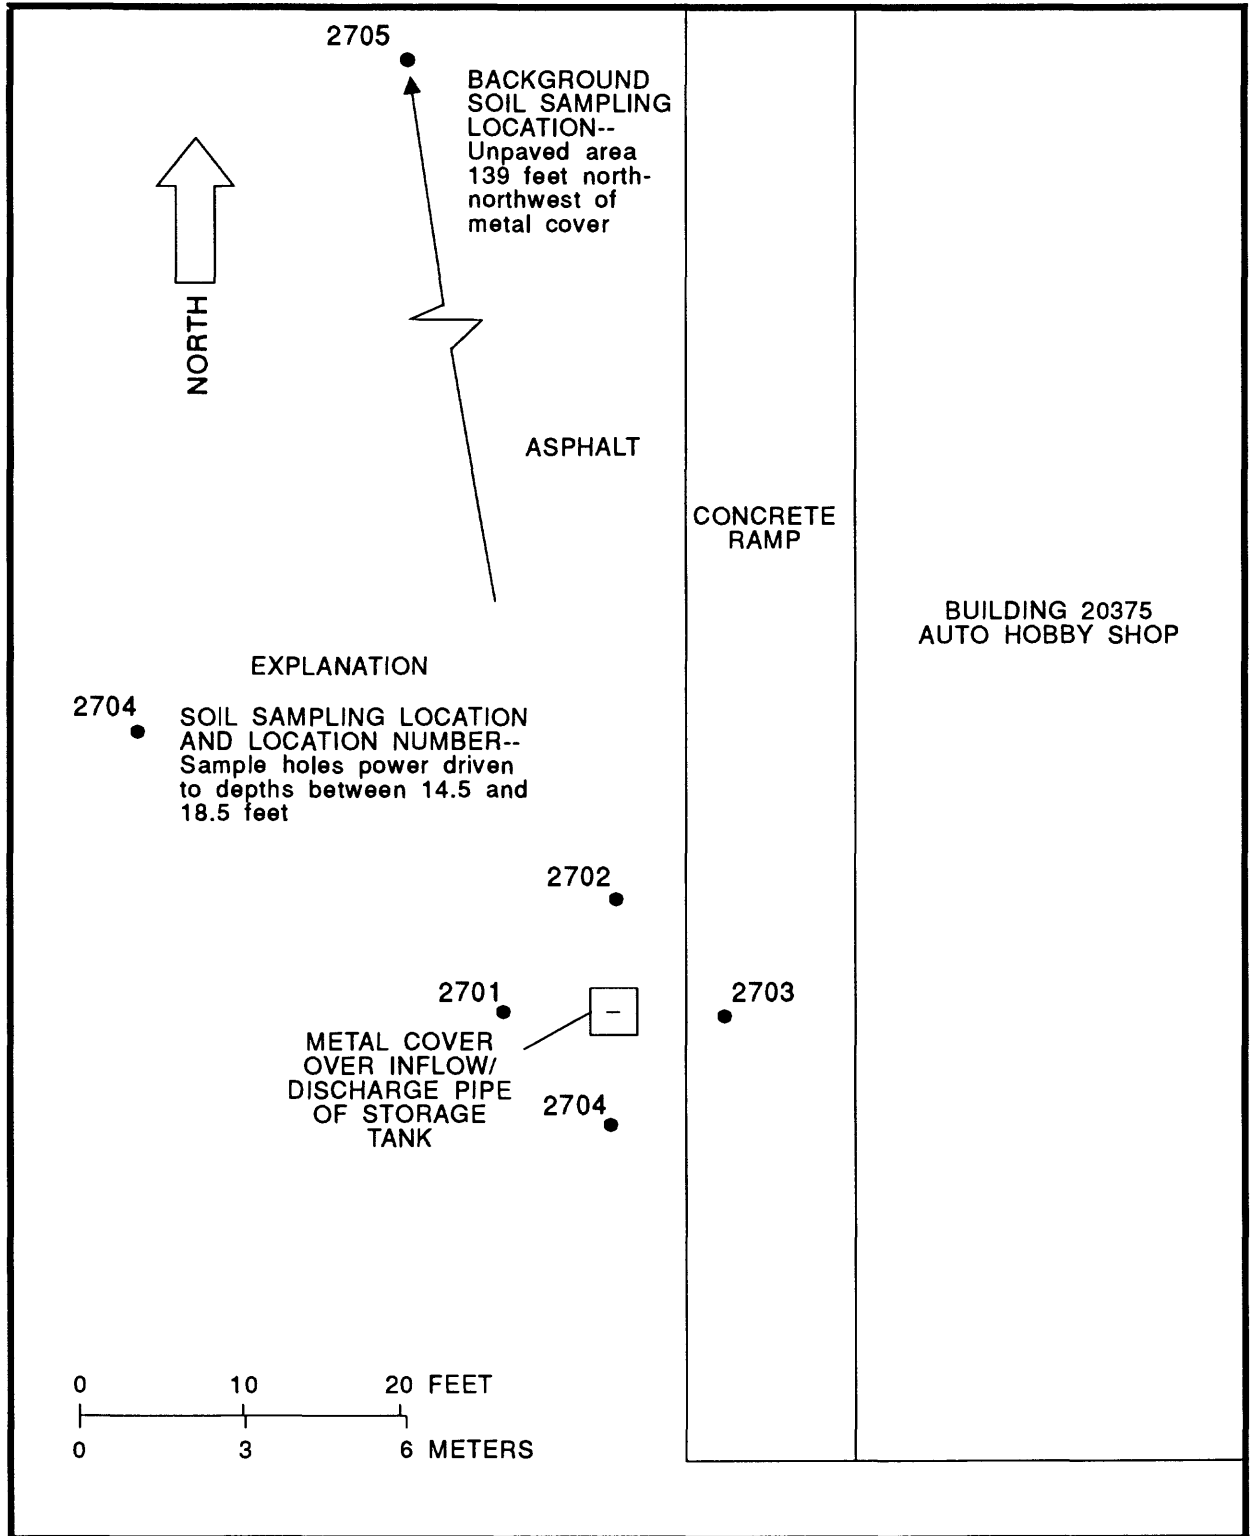 2705
BACKGROUND
SOIL SAMPLING
LOCATION--
Unpaved area
139 feet north-
northwest of
metal cover
NORTH
ASPHALT
CONCRETE
RAMP
BUILDING 20375
AUTO HOBBY SHOP
EXPLANATION
2704
SOIL SAMPLING LOCATION
AND LOCATION NUMBER--
Sample holes power driven
to depths between 14.5 and
18.5 feet
2702
2701
2703
METAL COVER
OVER INFLOW/
DISCHARGE PIPE
OF STORAGE
TANK
2704
0 10 20 FEET
0 3 6 METERS